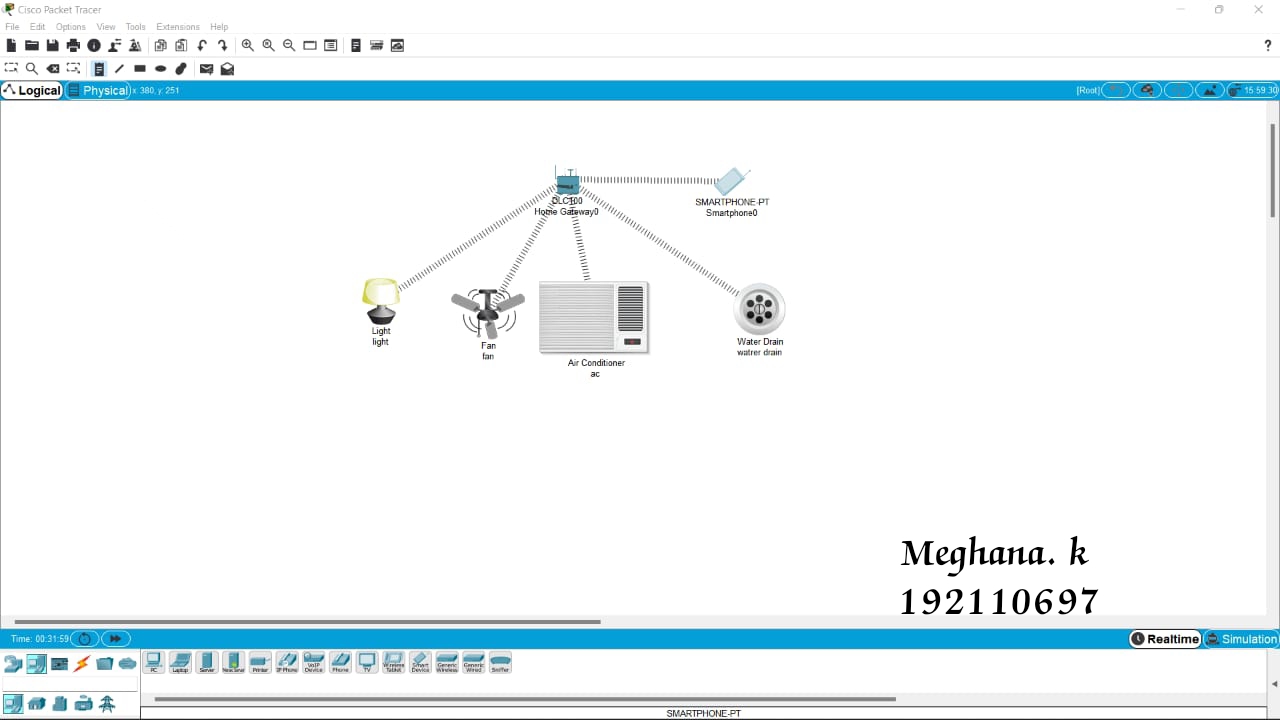 Cisco Packet Tracer
File Edit Options View Tools Extensions Help
?
Logical Physical x: 380, y: 251 [Root] 15:59:30
SMARTPHONE-PT
Smartphone0
DLC100
Home Gateway0
Light
light
Fan
fan
Air Conditioner
ac
Water Drain
watrer drain
Meghana. k
192110697
Time: 00:31:59 Realtime Simulation
PC Laptop Server Printer IP Phone VoIP Device Phone TV Wireless Tablet Smart Device Generic Wireless Generic Wired Sniffer
SMARTPHONE-PT